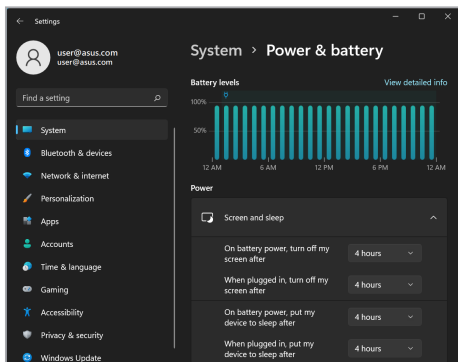 Settings
user@asus.com
user@asus.com
System > Power & battery
Battery levels
View detailed info
Find a setting
100%
50%
12 AM
6 AM
12 PM
6 PM
12 AM
System
Bluetooth & devices
Network & internet
Personalization
Apps
Accounts
Time & language
Gaming
Accessibility
Privacy & security
Windows Update
Power
Screen and sleep
On battery power, turn off my
screen after
4 hours
When plugged in, turn off my
screen after
4 hours
On battery power, put my
device to sleep after
4 hours
When plugged in, put my
device to sleep after
4 hours